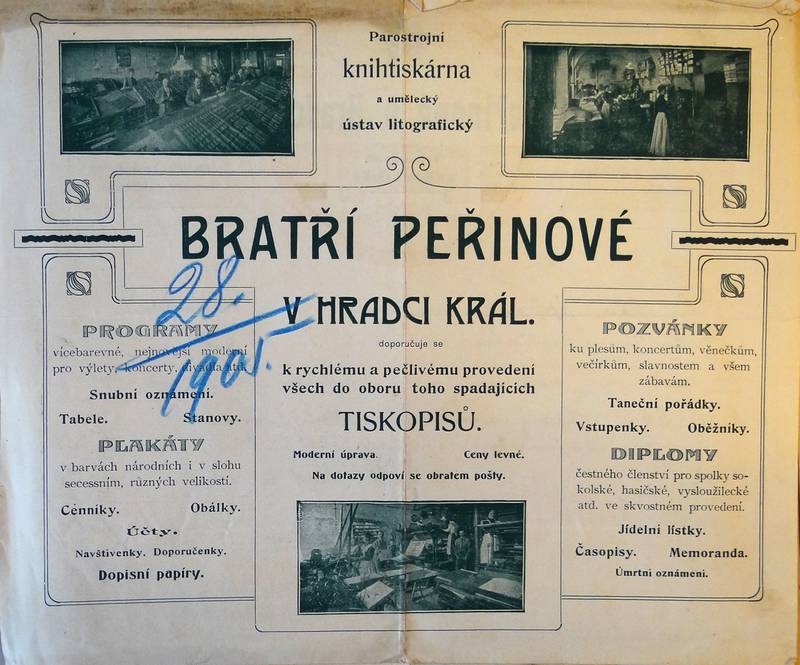 Parostrojní
knihtiskárna
a umělecký
ústav litografický
BRATŘÍ PEŘINOVÉ
V HRADCI KRÁL.
doporučuje se
k rychlému a pečlivému provedení
všech do oboru toho spadajících
TISKOPISŮ.
Moderní úprava. Ceny levné.
Na dotazy odpoví se obratem pošty.
28.
1905.
PROGRAMY
vícebarevné, nejnovější moderní
pro výlety, koncerty, divadla atd.
Snubní oznámení.
Tabele. Stanovy.
PLAKÁTY
v barvách národních i v slohu
secessním, různých velikostí.
Cenníky. Obálky.
Účty.
Navštívenky. Doporučenky.
Dopisní papíry.
POZVÁNKY
ku plesům, koncertům, věnečkům,
večírkům, slavnostem a všem
zábavám.
Taneční pořádky.
Vstupenky. Oběžníky.
DIPLOMY
čestného členství pro spolky so-
kolské, hasičské, vysloužilecké
atd. ve skvostném provedení.
Jídelní lístky.
Časopisy. Memoranda.
Úmrtní oznámení.